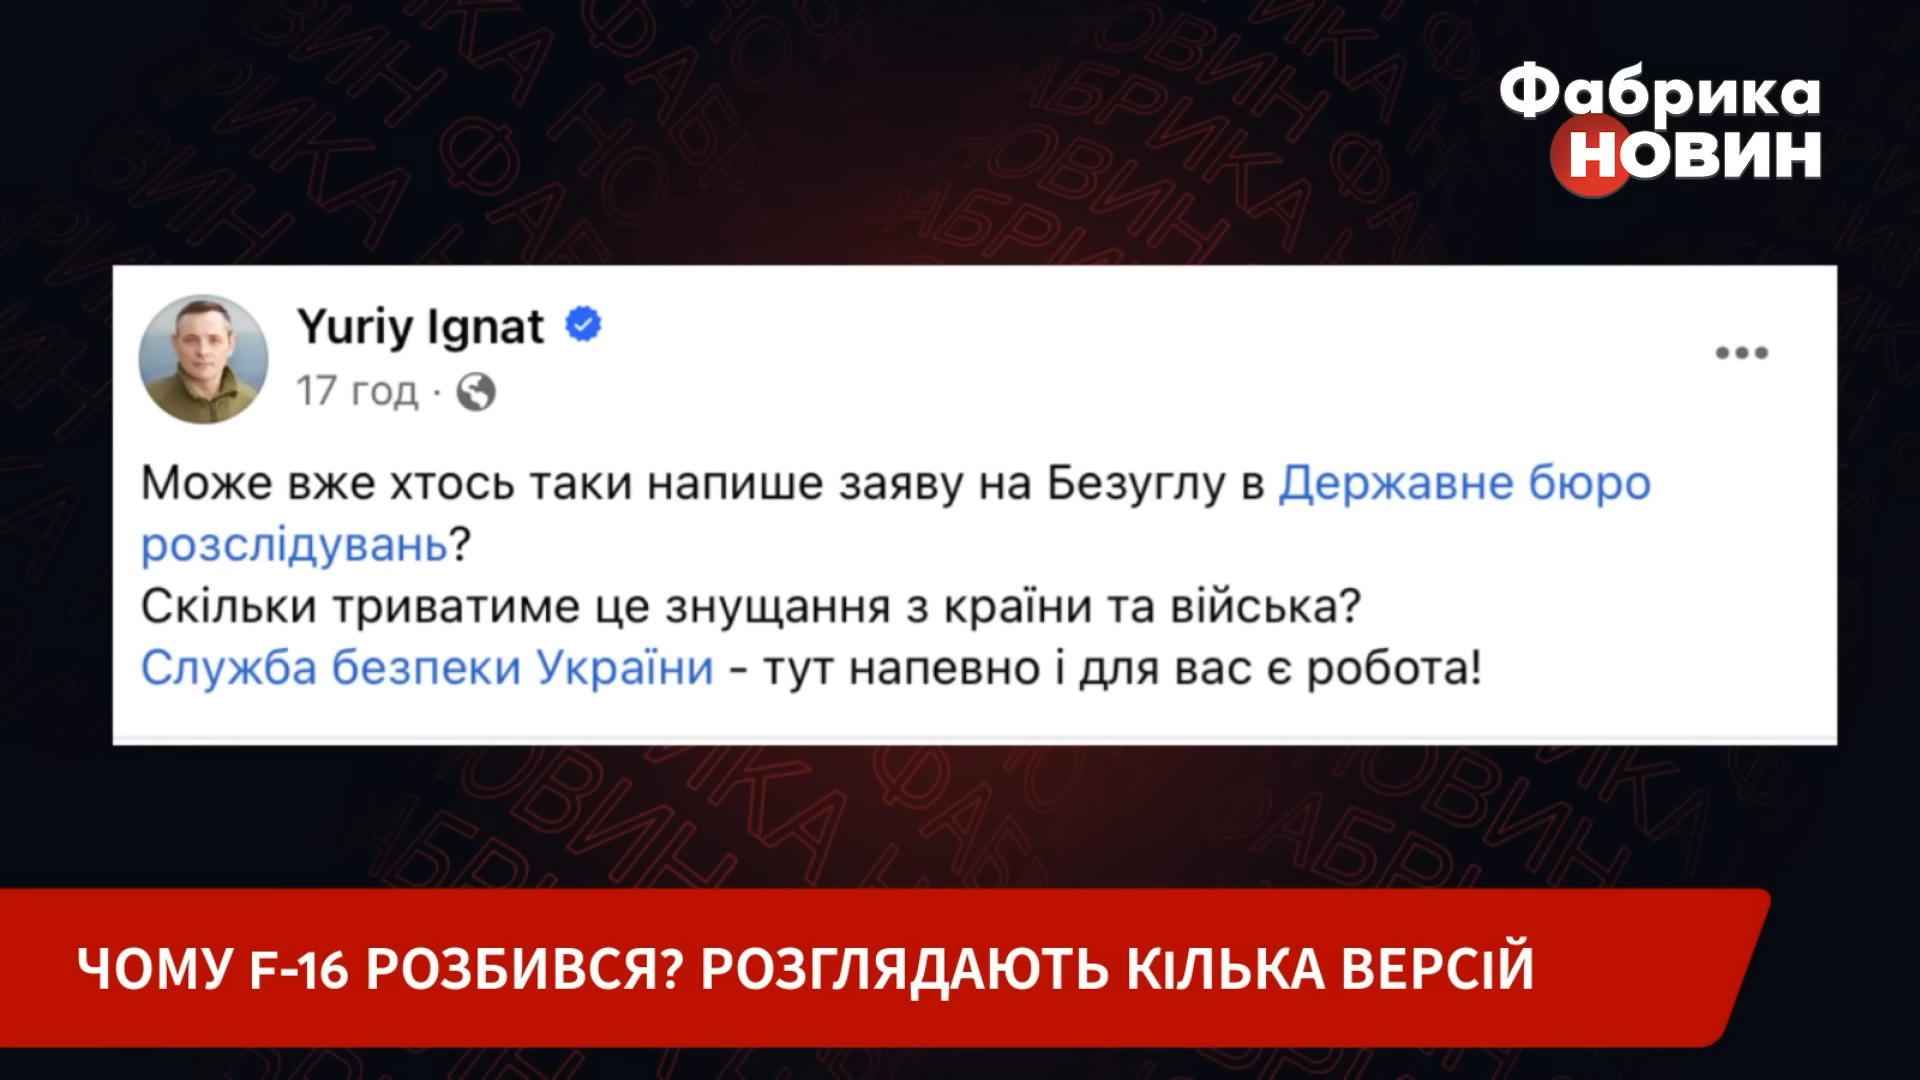 Фабрика
новин
Yuriy Ignat
17 год ·
Може вже хтось таки напише заяву на Безуглу в Державне бюро
розслідувань?
Скільки триватиме це знущання з країни та війська?
Служба безпеки України - тут напевно і для вас є робота!
ЧОМУ F-16 РОЗБИВСЯ? РОЗГЛЯДАЮТЬ КІЛЬКА ВЕРСІЙ